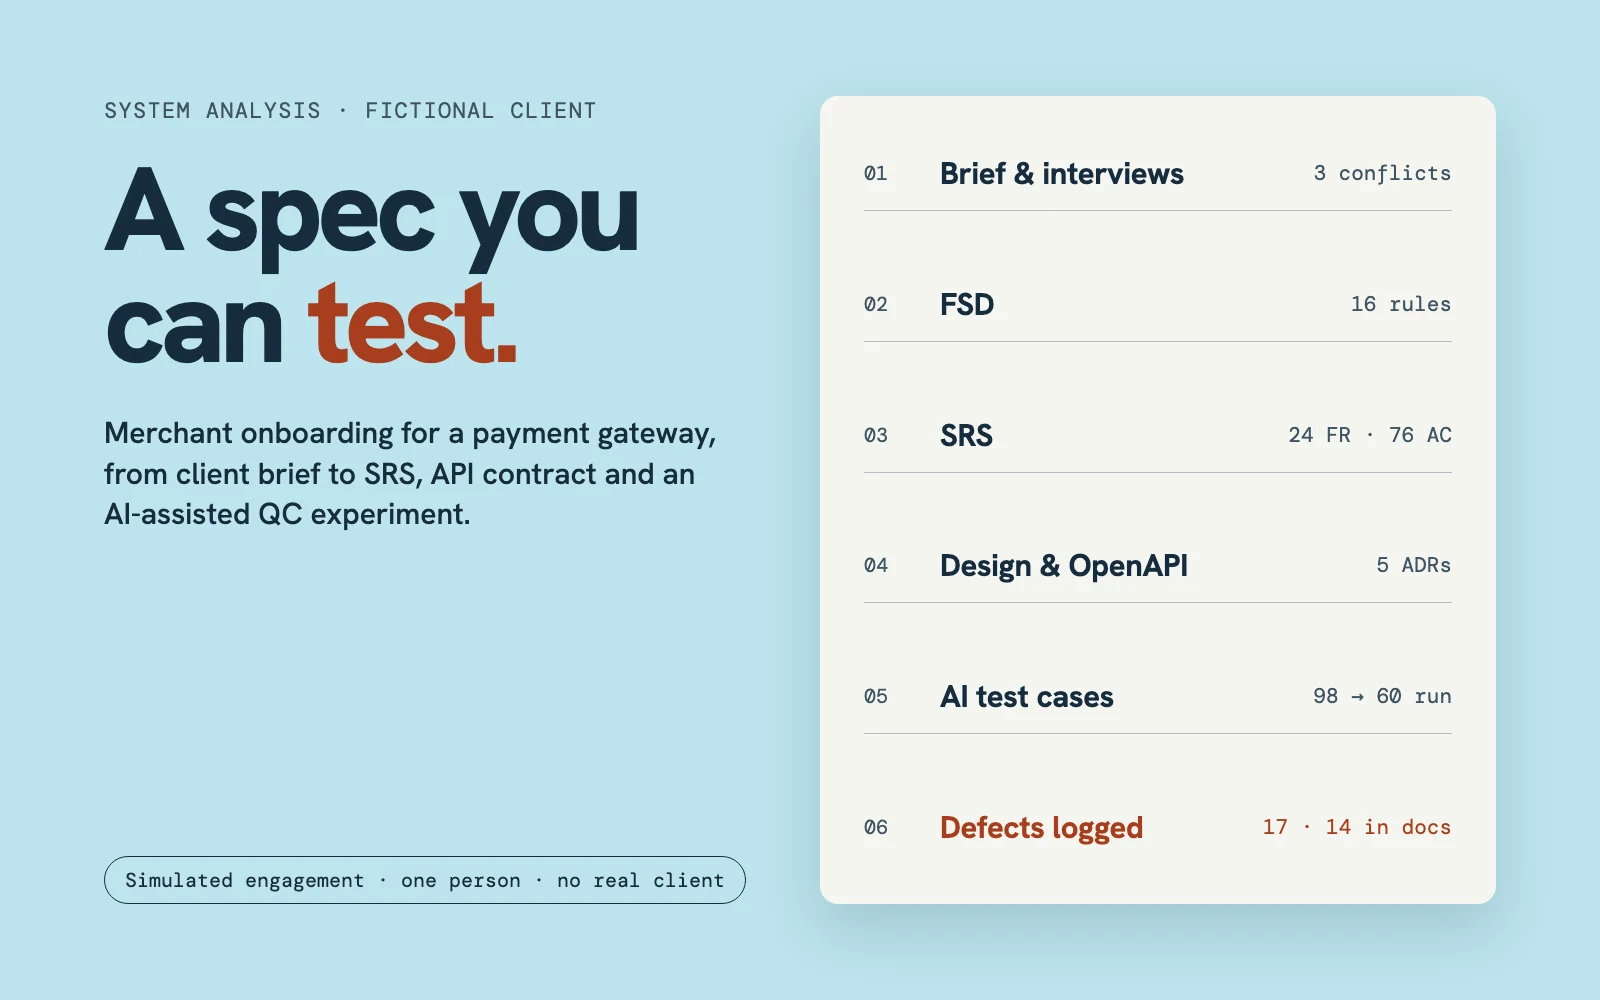 SYSTEM ANALYSIS · FICTIONAL CLIENT
A spec you
can test.
Merchant onboarding for a payment gateway,
from client brief to SRS, API contract and an
AI-assisted QC experiment.
Simulated engagement · one person · no real client
01 Brief & interviews 3 conflicts
02 FSD 16 rules
03 SRS 24 FR · 76 AC
04 Design & OpenAPI 5 ADRs
05 AI test cases 98 → 60 run
06 Defects logged 17 · 14 in docs